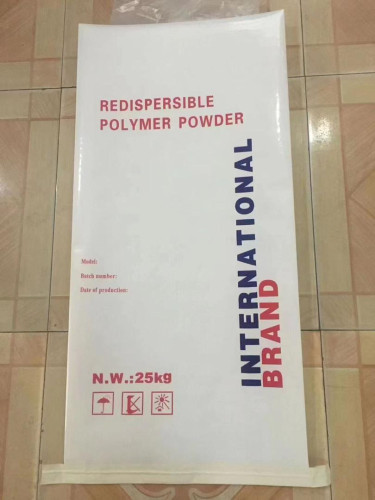 REDISPERSIBLE
POLYMER POWDER
INTERNATIONAL
BRAND
Model:
Batch number:
Date of production:
N.W.:25kg